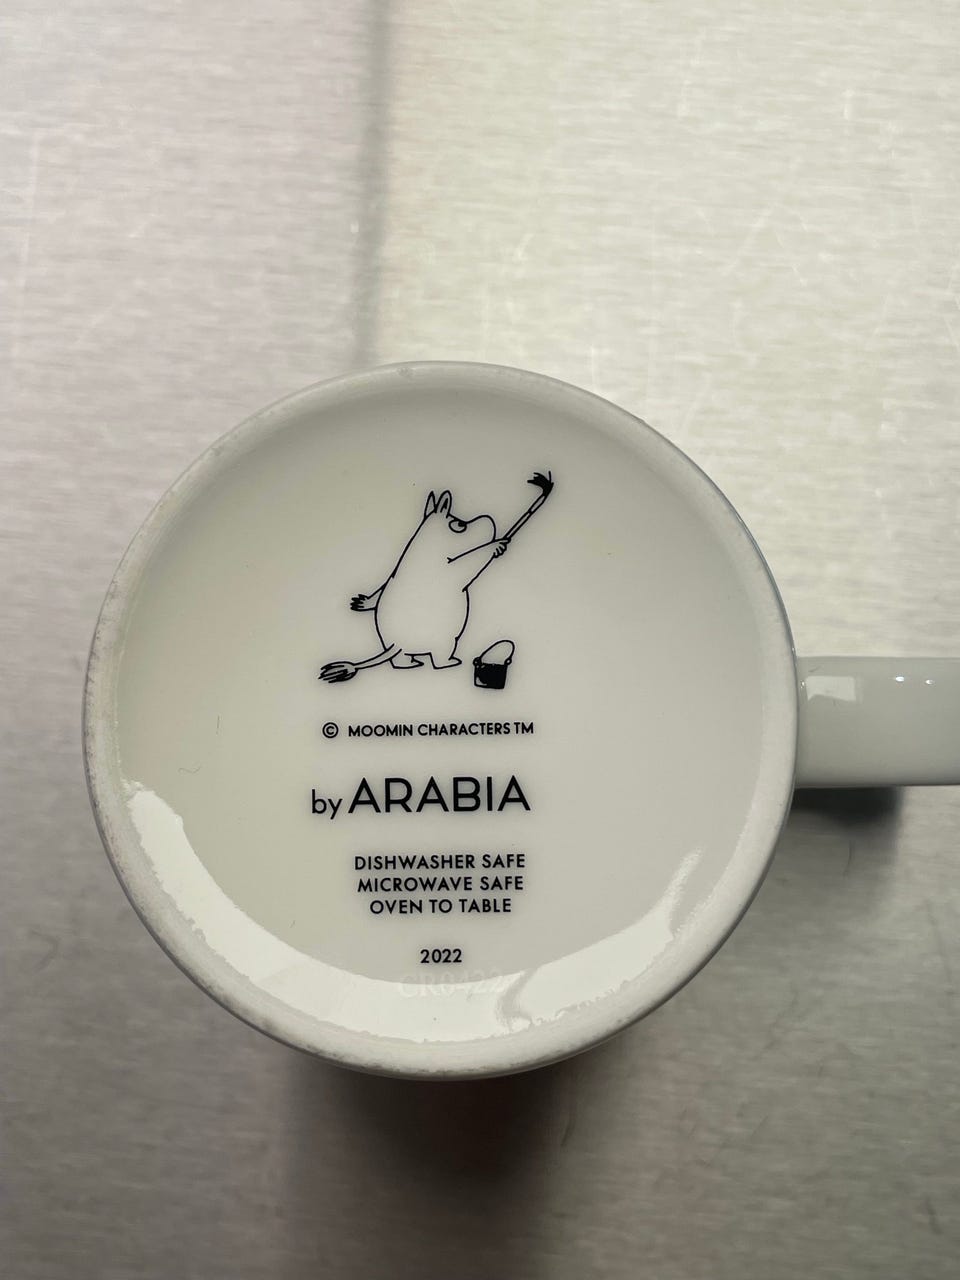 © MOOMIN CHARACTERS TM
by ARABIA
DISHWASHER SAFE
MICROWAVE SAFE
OVEN TO TABLE
2022